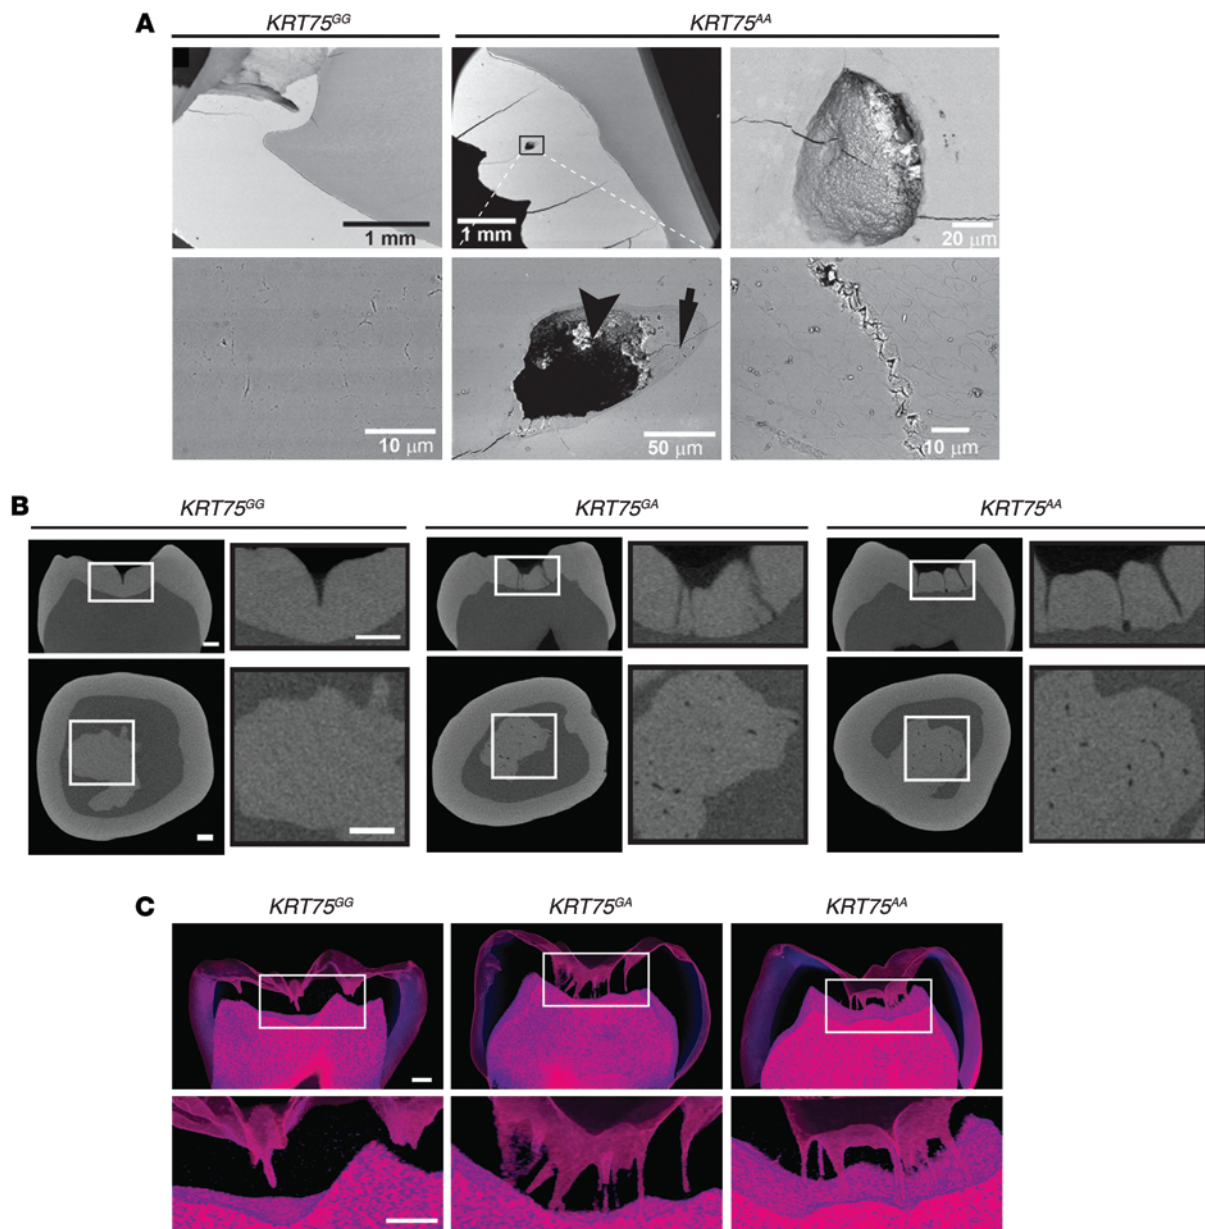 A
KRT75GG KRT75AA
1 mm 1 mm 20 µm
10 µm 50 µm 10 µm
B
KRT75GG KRT75GA KRT75AA
C
KRT75GG KRT75GA KRT75AA